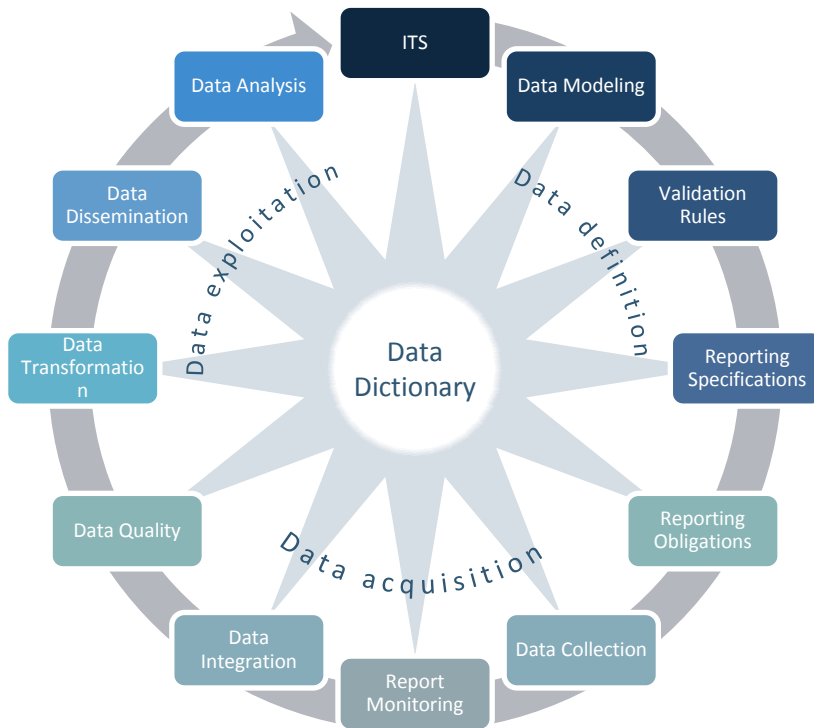 ITS
Data Modeling
Validation
Rules
Reporting
Specifications
Reporting
Obligations
Data Collection
Report
Monitoring
Data
Integration
Data Quality
Data
Transformatio
n
Data
Dissemination
Data Analysis
Data definition
Data acquisition
Data exploitation
Data
Dictionary